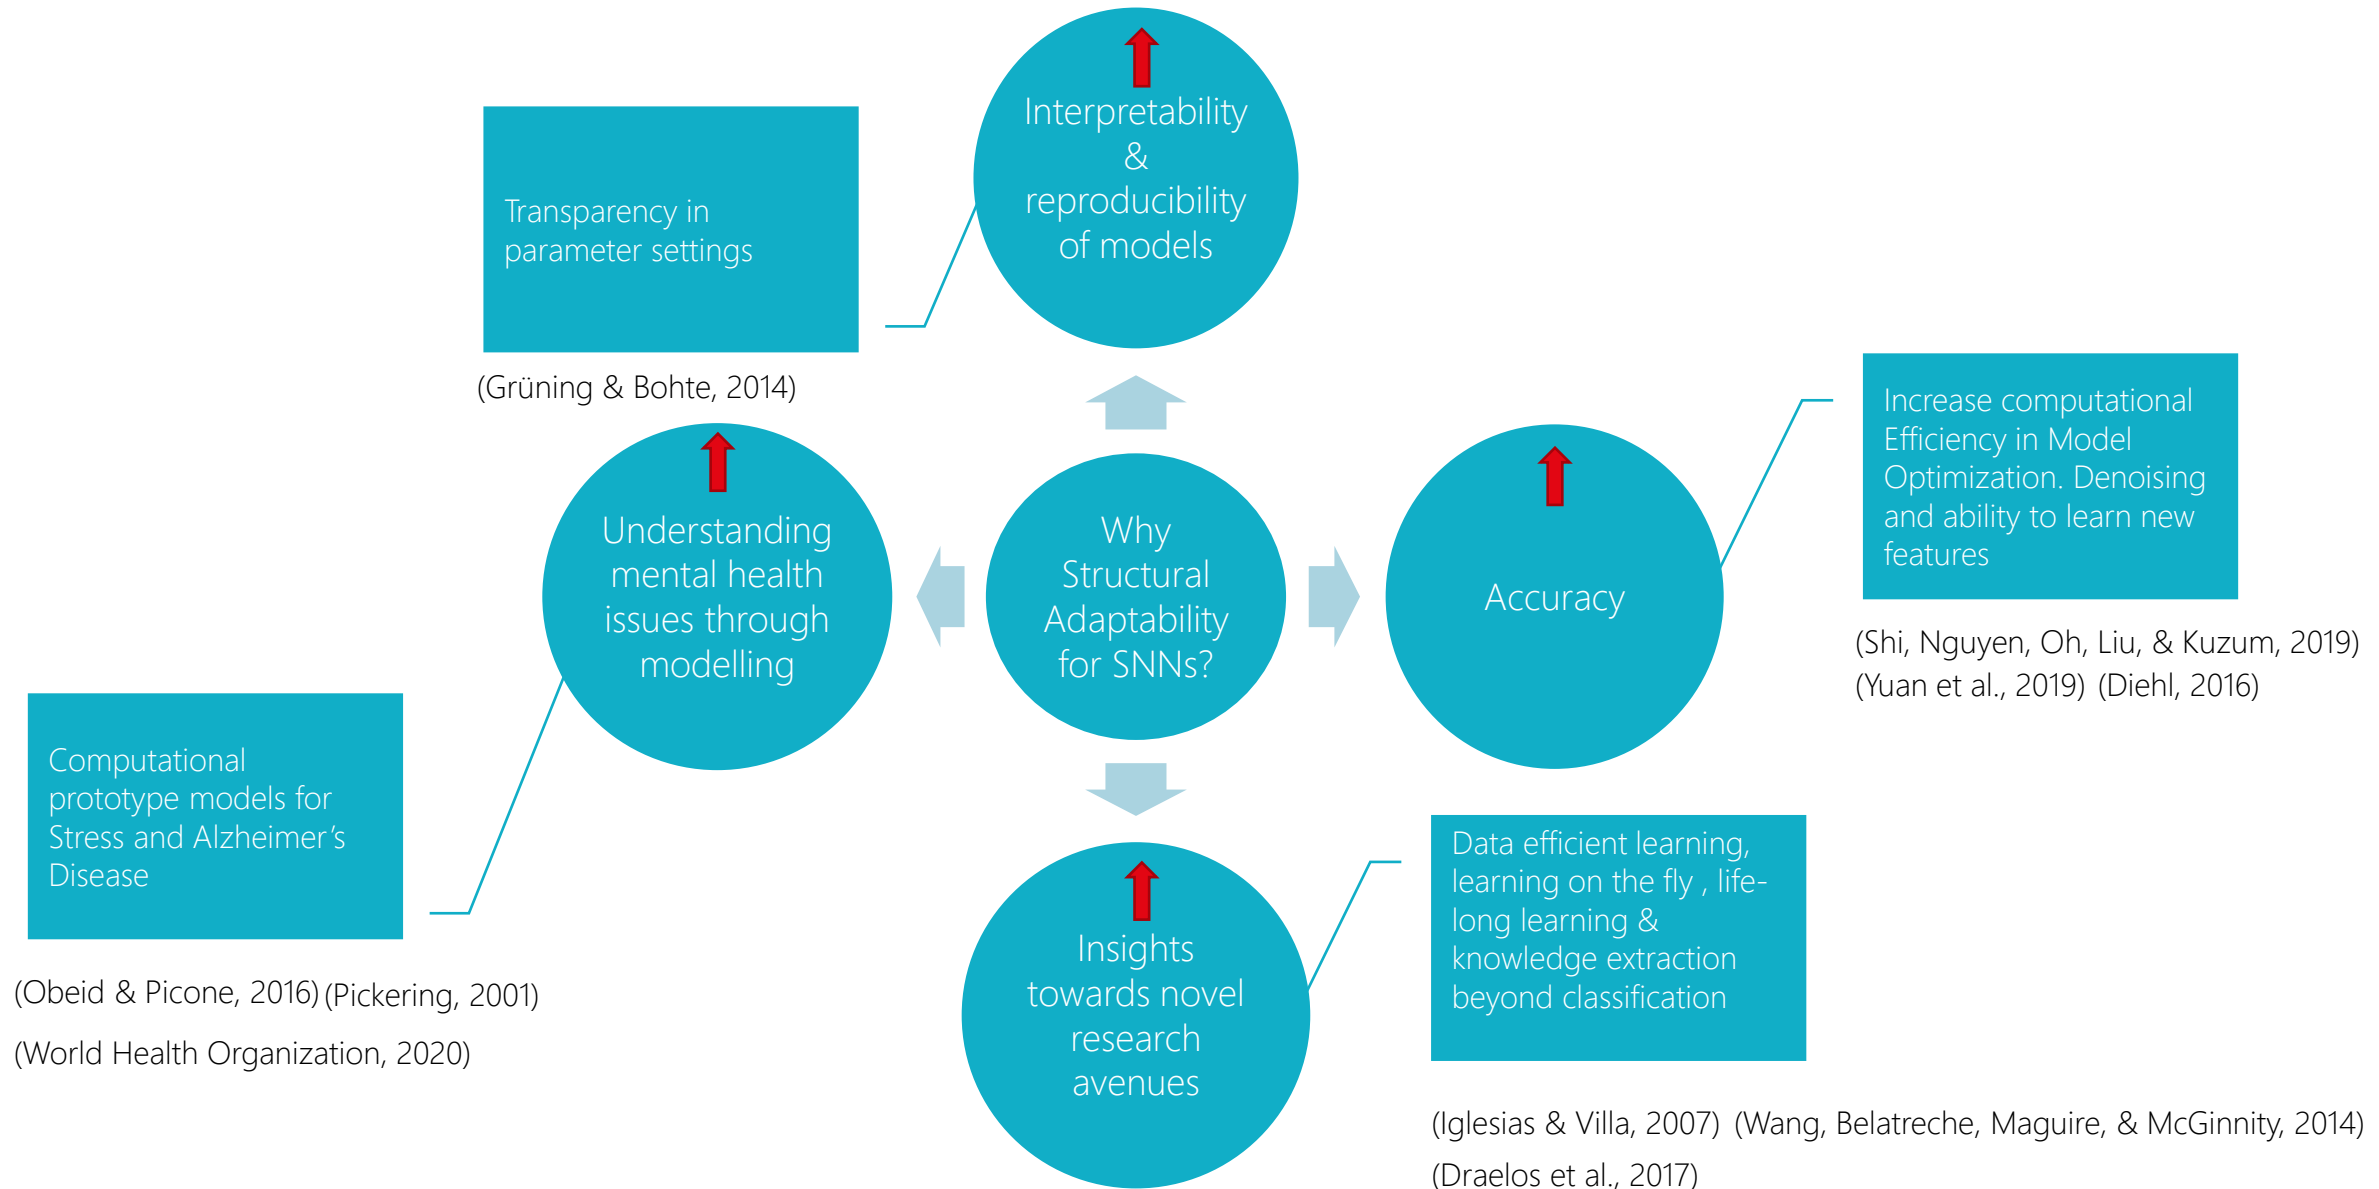 Interpretability
&
reproducibility
of models
Transparency in
parameter settings
(Grüning & Bohte, 2014)
Increase computational
Efficiency in Model
Optimization. Denoising
and ability to learn new
features
(Shi, Nguyen, Oh, Liu, & Kuzum, 2019)
(Yuan et al., 2019) (Diehl, 2016)
Understanding
mental health
issues through
modelling
Why
Structural
Adaptability
for SNNs?
Accuracy
Computational
prototype models for
Stress and Alzheimer's
Disease
(Obeid & Picone, 2016) (Pickering, 2001)
(World Health Organization, 2020)
Insights
towards novel
research
avenues
Data efficient learning,
learning on the fly , life-
long learning &
knowledge extraction
beyond classification
(Iglesias & Villa, 2007) (Wang, Belatreche, Maguire, & McGinnity, 2014)
(Draelos et al., 2017)